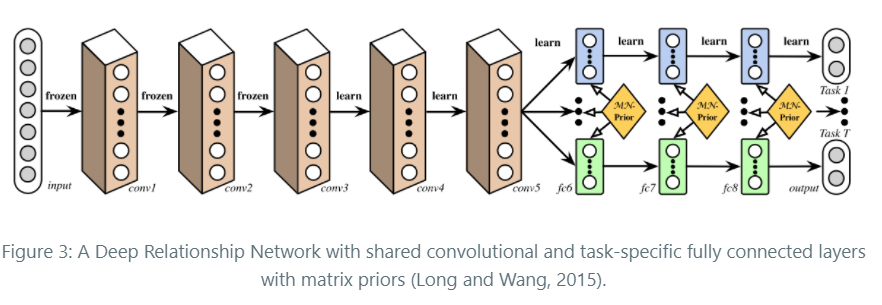 learn learn learn learn
frozen frozen frozen learn learn
MN-Prior MN-Prior MN-Prior
Task 1
Task T
input conv1 conv2 conv3 conv4 conv5 fc6 fc7 fc8 output
Figure 3: A Deep Relationship Network with shared convolutional and task-specific fully connected layers
with matrix priors (Long and Wang, 2015).